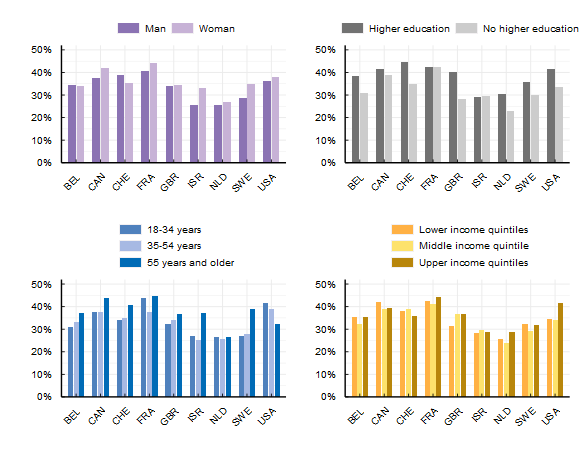 Man Woman
50%
40%
30%
20%
10%
0%
BEL CAN CHE FRA GBR ISR NLD SWE USA
Higher education No higher education
50%
40%
30%
20%
10%
0%
BEL CAN CHE FRA GBR ISR NLD SWE USA
18-34 years
35-54 years
55 years and older
50%
40%
30%
20%
10%
0%
BEL CAN CHE FRA GBR ISR NLD SWE USA
Lower income quintiles
Middle income quintile
Upper income quintiles
50%
40%
30%
20%
10%
0%
BEL CAN CHE FRA GBR ISR NLD SWE USA